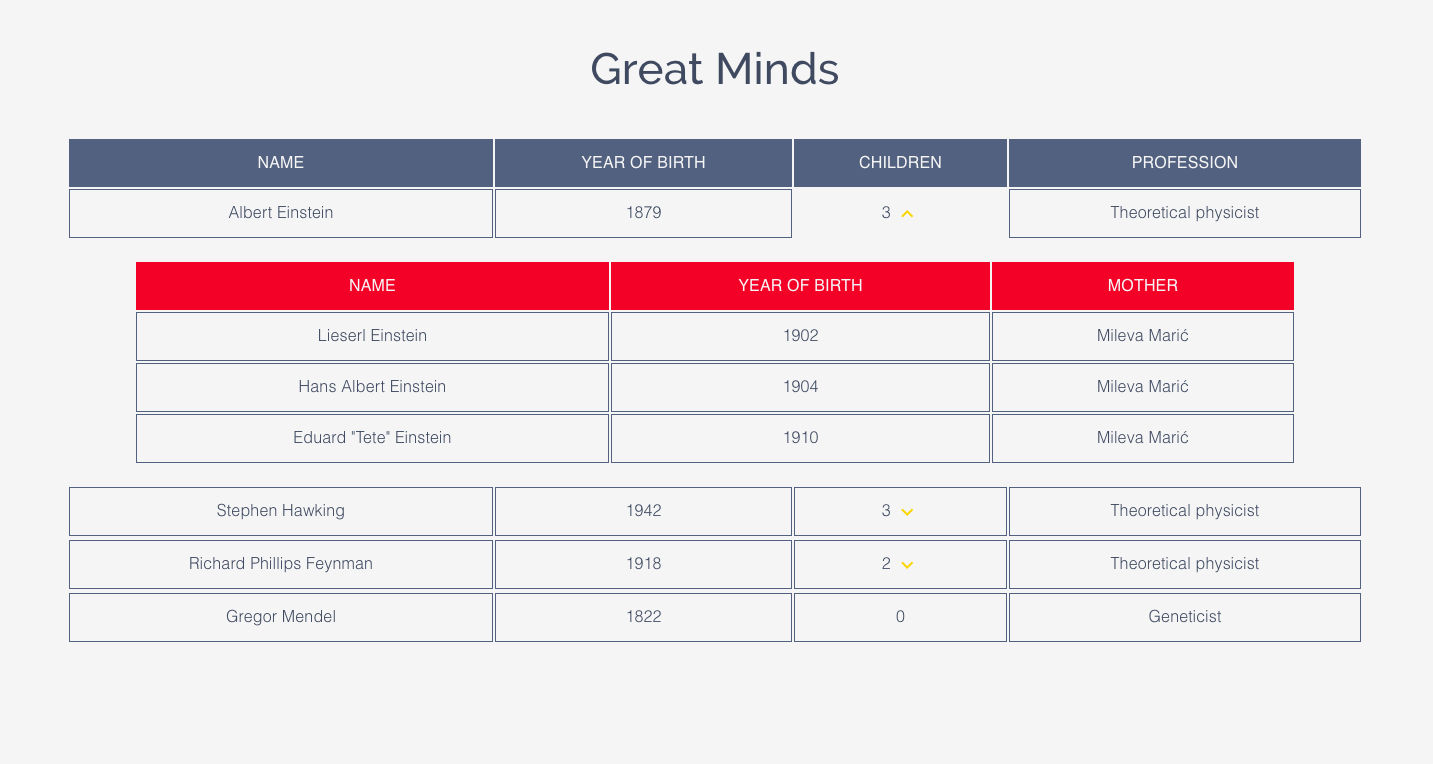 Great Minds
NAME YEAR OF BIRTH CHILDREN PROFESSION
Albert Einstein 1879 3 Theoretical physicist
NAME YEAR OF BIRTH MOTHER
Lieserl Einstein 1902 Mileva Marić
Hans Albert Einstein 1904 Mileva Marić
Eduard "Tete" Einstein 1910 Mileva Marić
Stephen Hawking 1942 3 Theoretical physicist
Richard Phillips Feynman 1918 2 Theoretical physicist
Gregor Mendel 1822 0 Geneticist